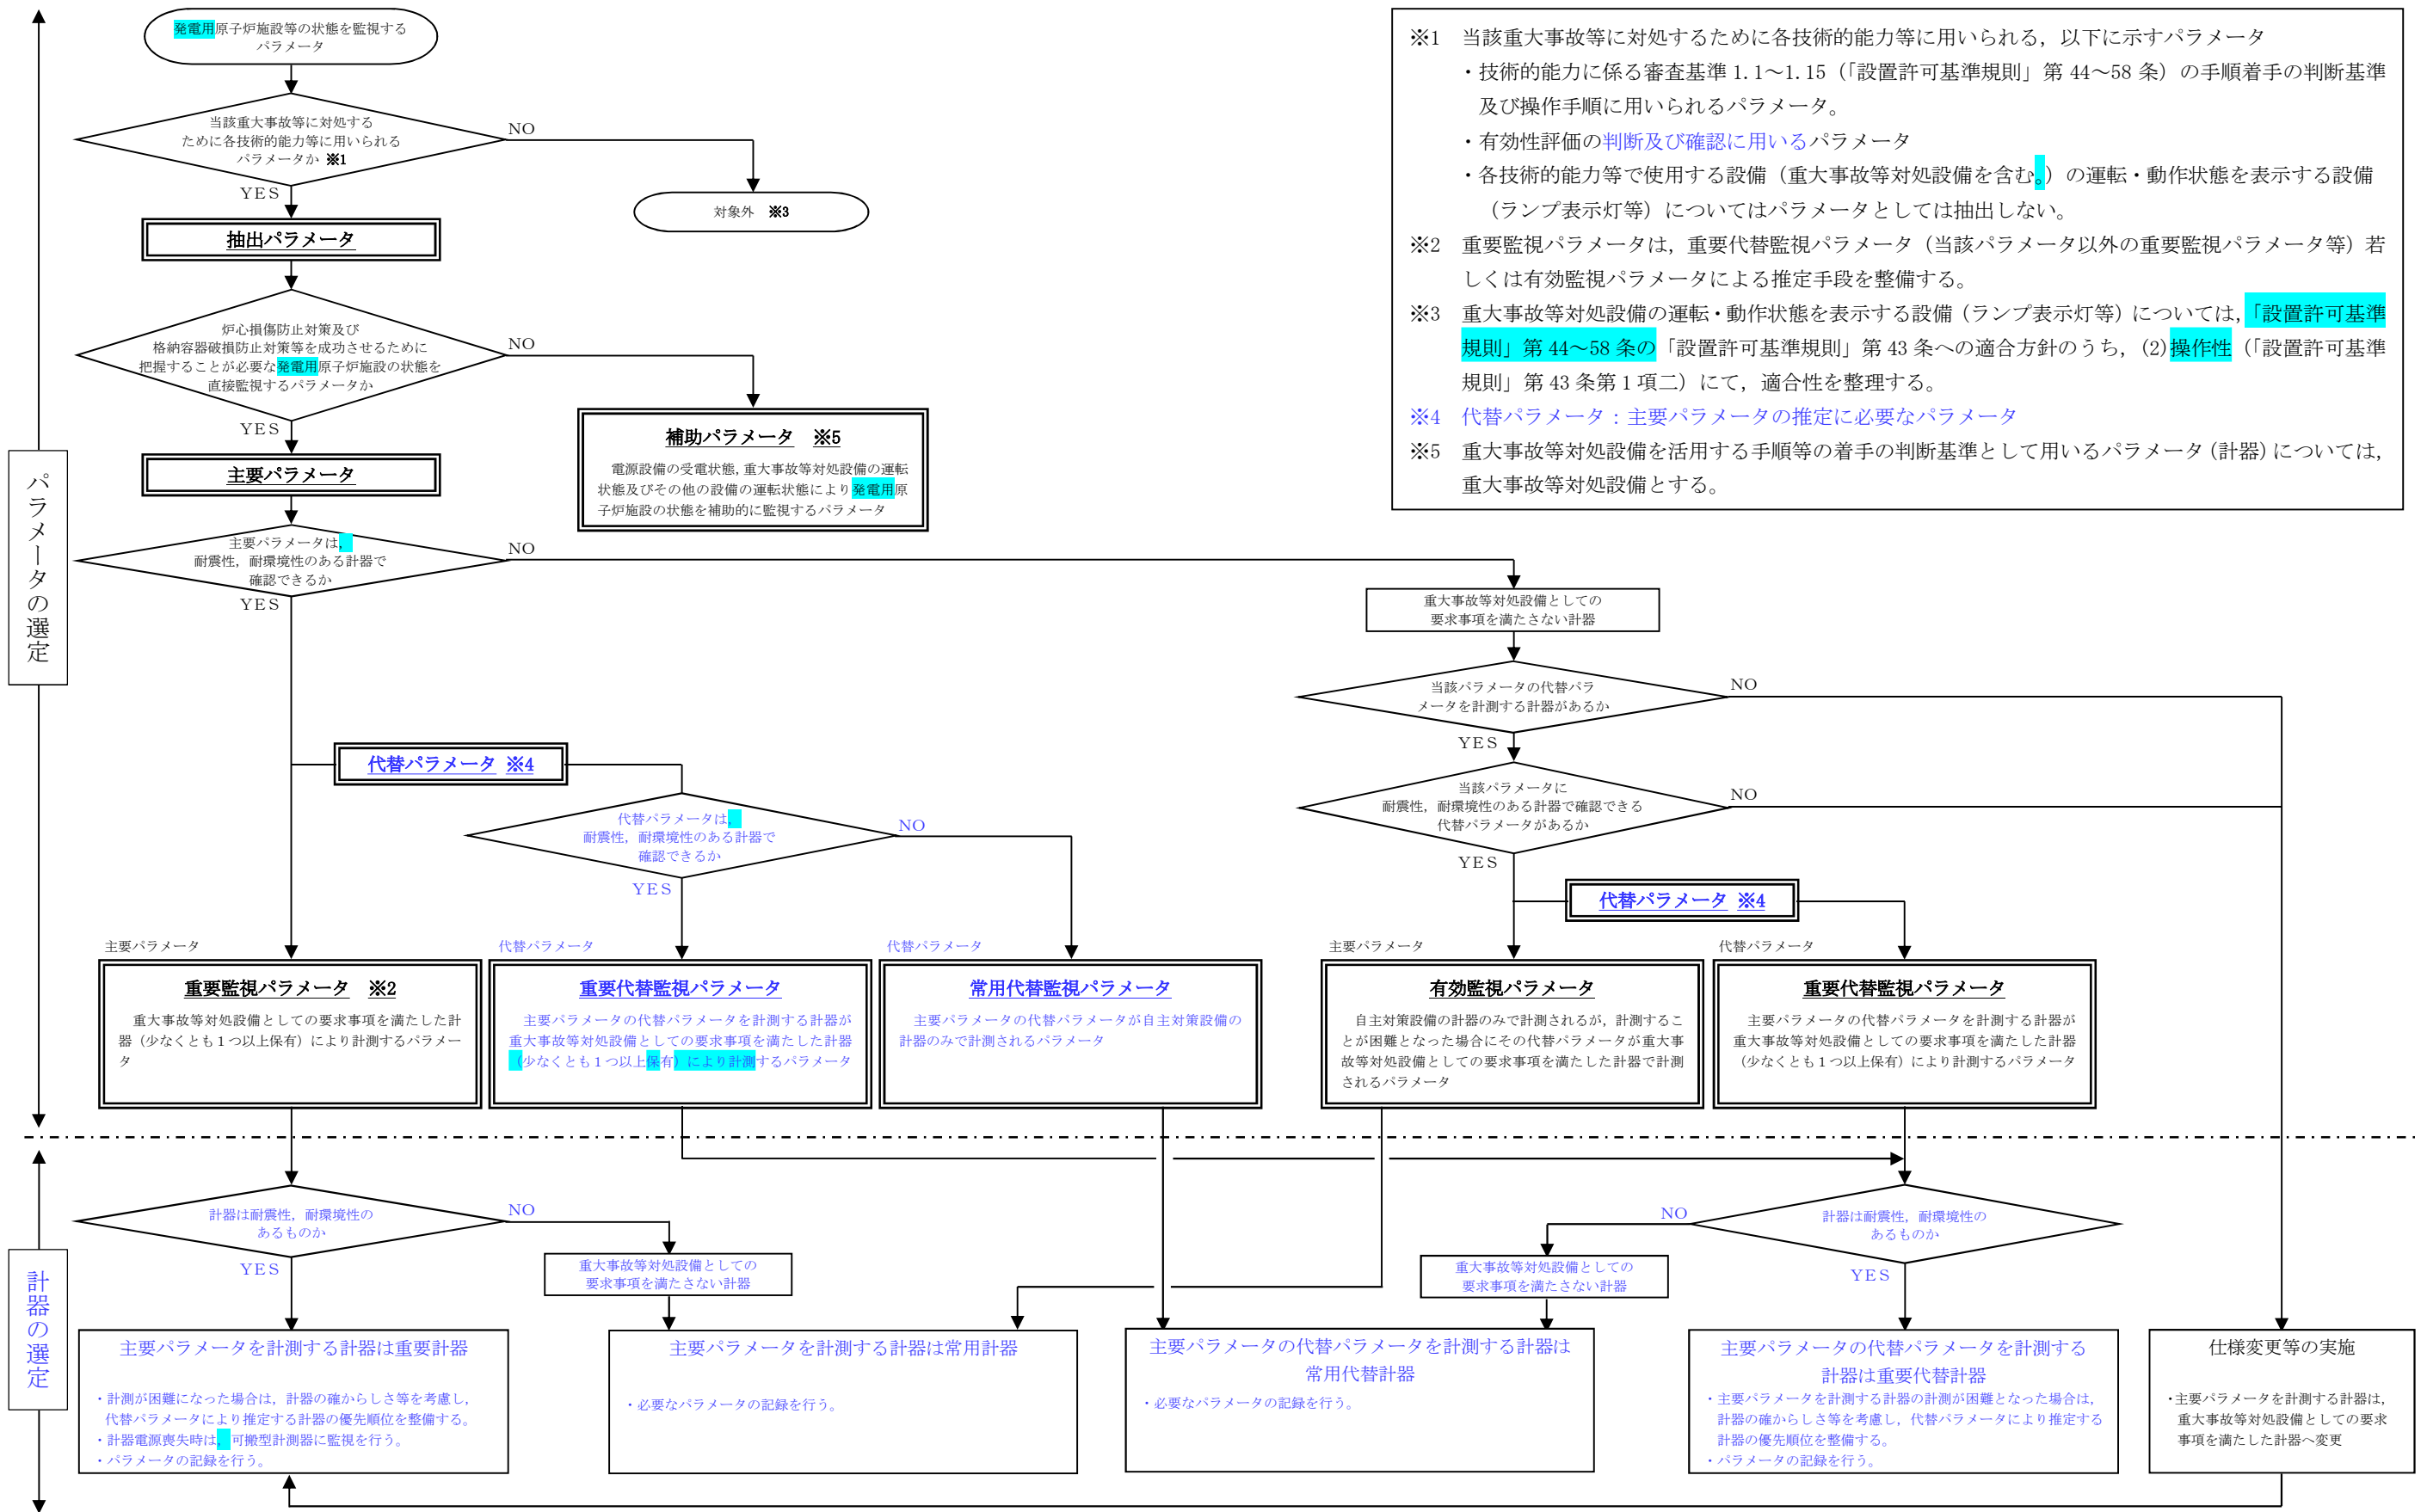 発電用原子炉施設等の状態を監視する
パラメータ
当該重大事故等に対処する
ために各技術的能力等に用いられる
パラメータか ※1
NO
YES
対象外　※3
抽出パラメータ
炉心損傷防止対策及び
格納容器破損防止対策等を成功させるために
把握することが必要な発電用原子炉施設の状態を
直接監視するパラメータか
NO
YES
補助パラメータ　※5
電源設備の受電状態，重大事故等対処設備の運転
状態及びその他の設備の運転状態により発電用原
子炉施設の状態を補助的に監視するパラメータ
主要パラメータ
主要パラメータは，
耐震性，耐環境性のある計器で
確認できるか
NO
YES
※1　当該重大事故等に対処するために各技術的能力等に用いられる，以下に示すパラメータ
・技術的能力に係る審査基準 1.1～1.15（「設置許可基準規則」第 44～58 条）の手順着手の判断基準
及び操作手順に用いられるパラメータ。
・有効性評価の判断及び確認に用いるパラメータ
・各技術的能力等で使用する設備（重大事故等対処設備を含む。）の運転・動作状態を表示する設備
（ランプ表示灯等）についてはパラメータとしては抽出しない。
※2　重要監視パラメータは，重要代替監視パラメータ（当該パラメータ以外の重要監視パラメータ等）若
しくは有効監視パラメータによる推定手段を整備する。
※3　重大事故等対処設備の運転・動作状態を表示する設備（ランプ表示灯等）については，「設置許可基準
規則」第 44～58 条の「設置許可基準規則」第 43 条への適合方針のうち，(2)操作性（「設置許可基準
規則」第 43 条第 1 項二）にて，適合性を整理する。
※4　代替パラメータ：主要パラメータの推定に必要なパラメータ
※5　重大事故等対処設備を活用する手順等の着手の判断基準として用いるパラメータ（計器）については，
重大事故等対処設備とする。
パラメータの選定
重大事故等対処設備としての
要求事項を満たさない計器
当該パラメータの代替パラ
メータを計測する計器があるか
NO
YES
当該パラメータに
耐震性，耐環境性のある計器で確認できる
代替パラメータがあるか
NO
YES
代替パラメータ ※4
代替パラメータは，
耐震性，耐環境性のある計器で
確認できるか
NO
YES
代替パラメータ ※4
主要パラメータ
重要監視パラメータ　※2
重大事故等対処設備としての要求事項を満たした計
器（少なくとも１つ以上保有）により計測するパラメー
タ
代替パラメータ
重要代替監視パラメータ
主要パラメータの代替パラメータを計測する計器が
重大事故等対処設備としての要求事項を満たした計器
（少なくとも１つ以上保有）により計測するパラメータ
代替パラメータ
常用代替監視パラメータ
主要パラメータの代替パラメータが自主対策設備の
計器のみで計測されるパラメータ
主要パラメータ
有効監視パラメータ
自主対策設備の計器のみで計測されるが，計測するこ
とが困難となった場合にその代替パラメータが重大事
故等対処設備としての要求事項を満たした計器で計測
されるパラメータ
代替パラメータ
重要代替監視パラメータ
主要パラメータの代替パラメータを計測する計器が
重大事故等対処設備としての要求事項を満たした計器
（少なくとも１つ以上保有）により計測するパラメータ
計器の選定
計器は耐震性，耐環境性の
あるものか
NO
YES
重大事故等対処設備としての
要求事項を満たさない計器
計器は耐震性，耐環境性の
あるものか
NO
YES
重大事故等対処設備としての
要求事項を満たさない計器
主要パラメータを計測する計器は重要計器
・計測が困難になった場合は，計器の確からしさ等を考慮し，
代替パラメータにより推定する計器の優先順位を整備する。
・計器電源喪失時は，可搬型計測器に監視を行う。
・パラメータの記録を行う。
主要パラメータを計測する計器は常用計器
・必要なパラメータの記録を行う。
主要パラメータの代替パラメータを計測する計器は
常用代替計器
・必要なパラメータの記録を行う。
主要パラメータの代替パラメータを計測する
計器は重要代替計器
・主要パラメータを計測する計器の計測が困難となった場合は，
計器の確からしさ等を考慮し，代替パラメータにより推定する
計器の優先順位を整備する。
・パラメータの記録を行う。
仕様変更等の実施
・主要パラメータを計測する計器は，
重大事故等対処設備としての要求
事項を満たした計器へ変更